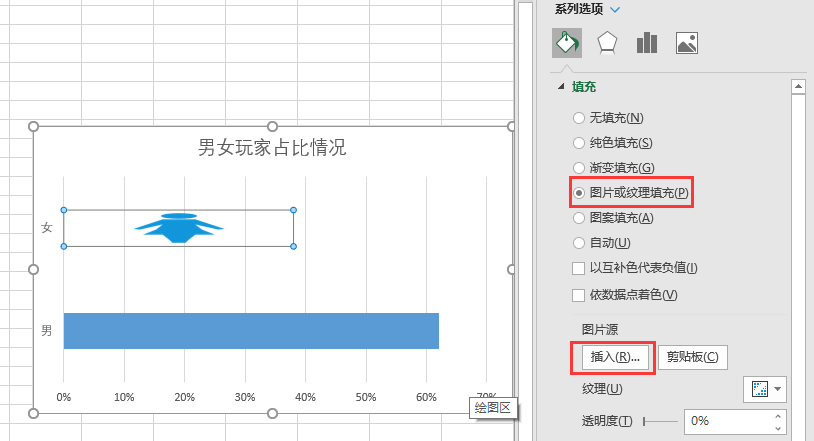 系列选项
填充
无填充(N)
纯色填充(S)
渐变填充(G)
图片或纹理填充(P)
图案填充(A)
自动(U)
以互补色代表负值(I)
依数据点着色(V)
图片源
插入(R)...
剪贴板(C)
纹理(U)
透明度(T)
0%
男女玩家占比情况
女
男
0%
10%
20%
30%
40%
50%
60%
70%
绘图区